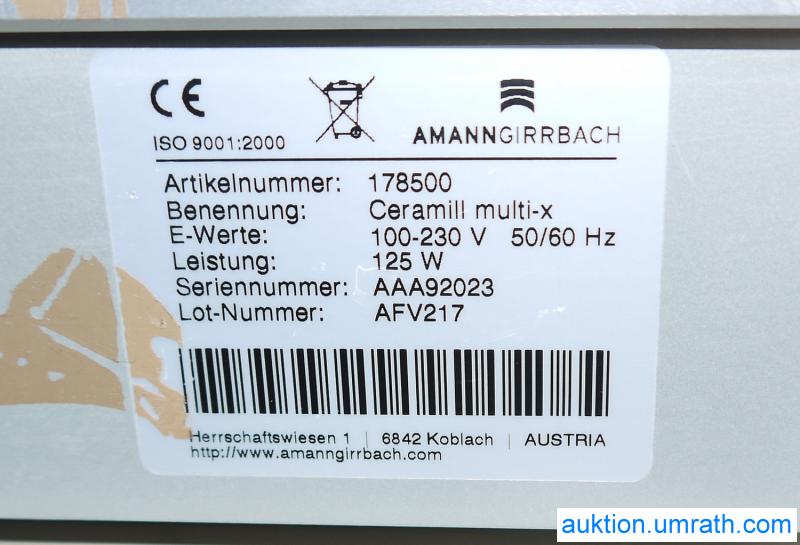 CE
ISO 9001:2000
AMANNGIRRBACH
Artikelnummer: 178500
Benennung: Ceramill multi-x
E-Werte: 100-230 V 50/60 Hz
Leistung: 125 W
Seriennummer: AAA92023
Lot-Nummer: AFV217
Herrschaftswiesen 1 | 6842 Koblach | AUSTRIA
http://www.amanngirrbach.com
auktion.umrath.com